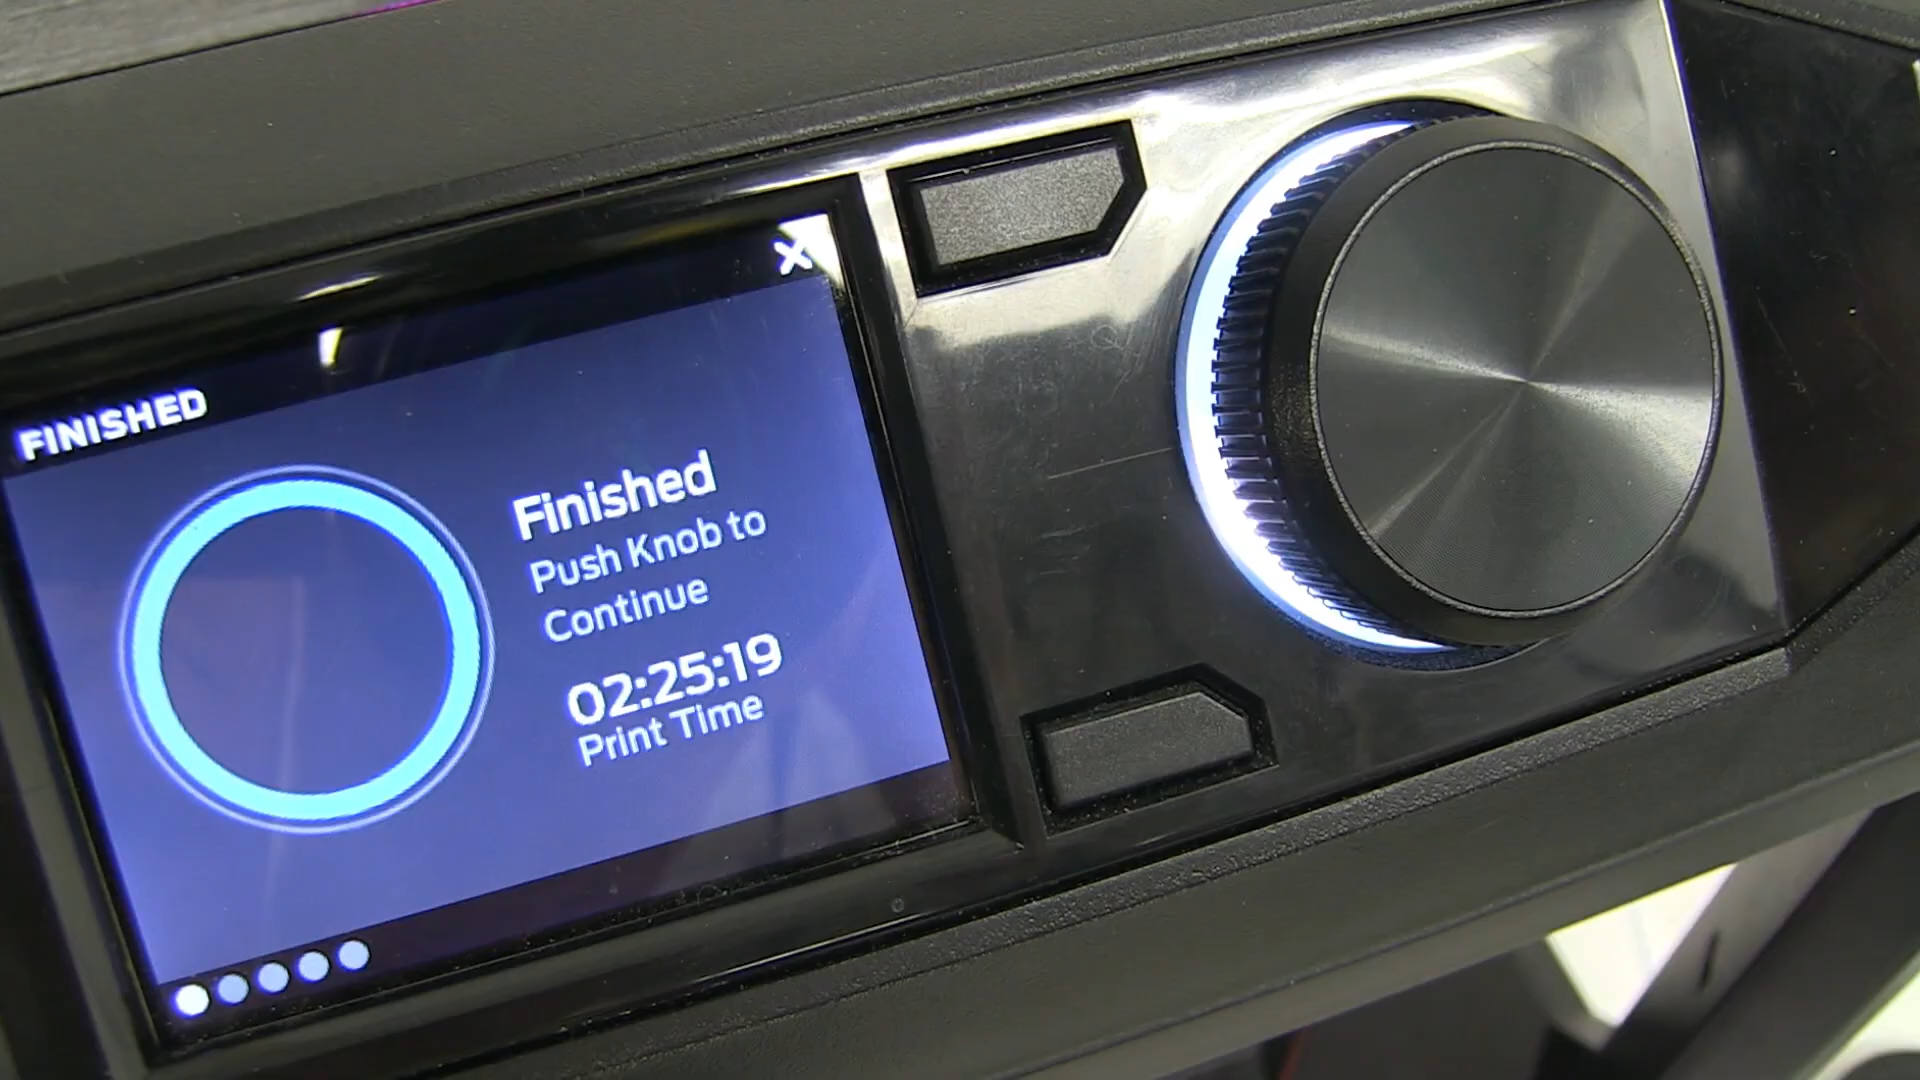 X
FINISHED
Finished
Push Knob to
Continue
02:25:19
Print Time